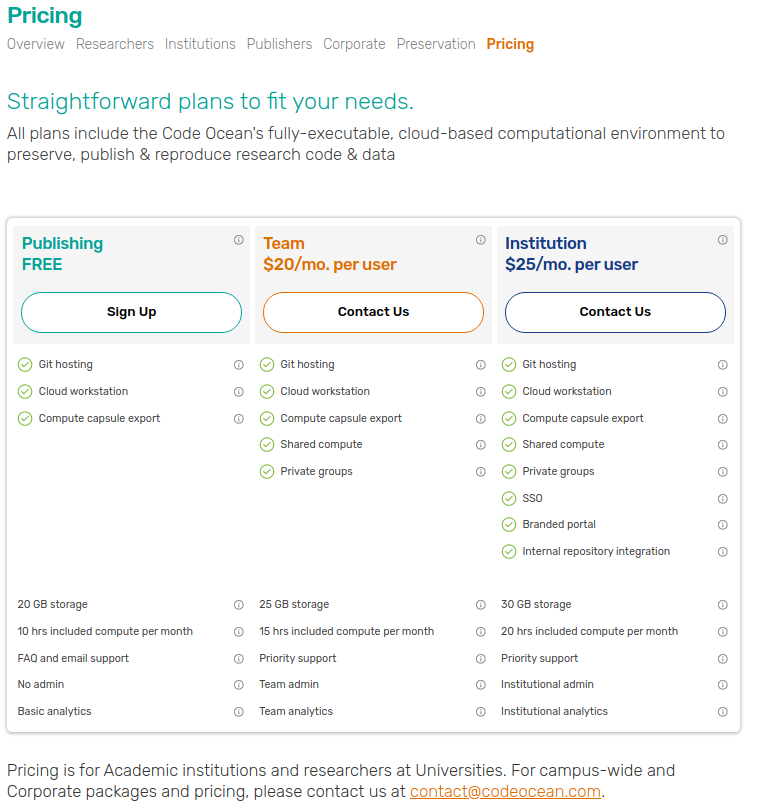 Pricing
Overview Researchers Institutions Publishers Corporate Preservation Pricing
Straightforward plans to fit your needs.
All plans include the Code Ocean's fully-executable, cloud-based computational environment to
preserve, publish & reproduce research code & data
Publishing
FREE
Sign Up
Git hosting
Cloud workstation
Compute capsule export
20 GB storage
10 hrs included compute per month
FAQ and email support
No admin
Basic analytics
Team
$20/mo. per user
Contact Us
Git hosting
Cloud workstation
Compute capsule export
Shared compute
Private groups
25 GB storage
15 hrs included compute per month
Priority support
Team admin
Team analytics
Institution
$25/mo. per user
Contact Us
Git hosting
Cloud workstation
Compute capsule export
Shared compute
Private groups
SSO
Branded portal
Internal repository integration
30 GB storage
20 hrs included compute per month
Priority support
Institutional admin
Institutional analytics
Pricing is for Academic institutions and researchers at Universities. For campus-wide and
Corporate packages and pricing, please contact us at contact@codeocean.com.